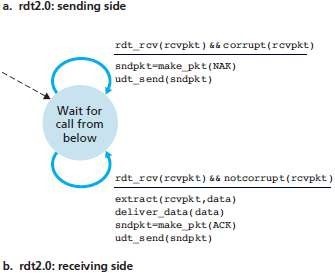 a. rdt2.0: sending side
rdt_rcv(rcvpkt) && corrupt(rcvpkt)
sndpkt=make_pkt(NAK)
udt_send(sndpkt)
Wait for
call from
below
rdt_rcv(rcvpkt) && notcorrupt(rcvpkt)
extract(rcvpkt,data)
deliver_data(data)
sndpkt=make_pkt(ACK)
udt_send(sndpkt)
b. rdt2.0: receiving side